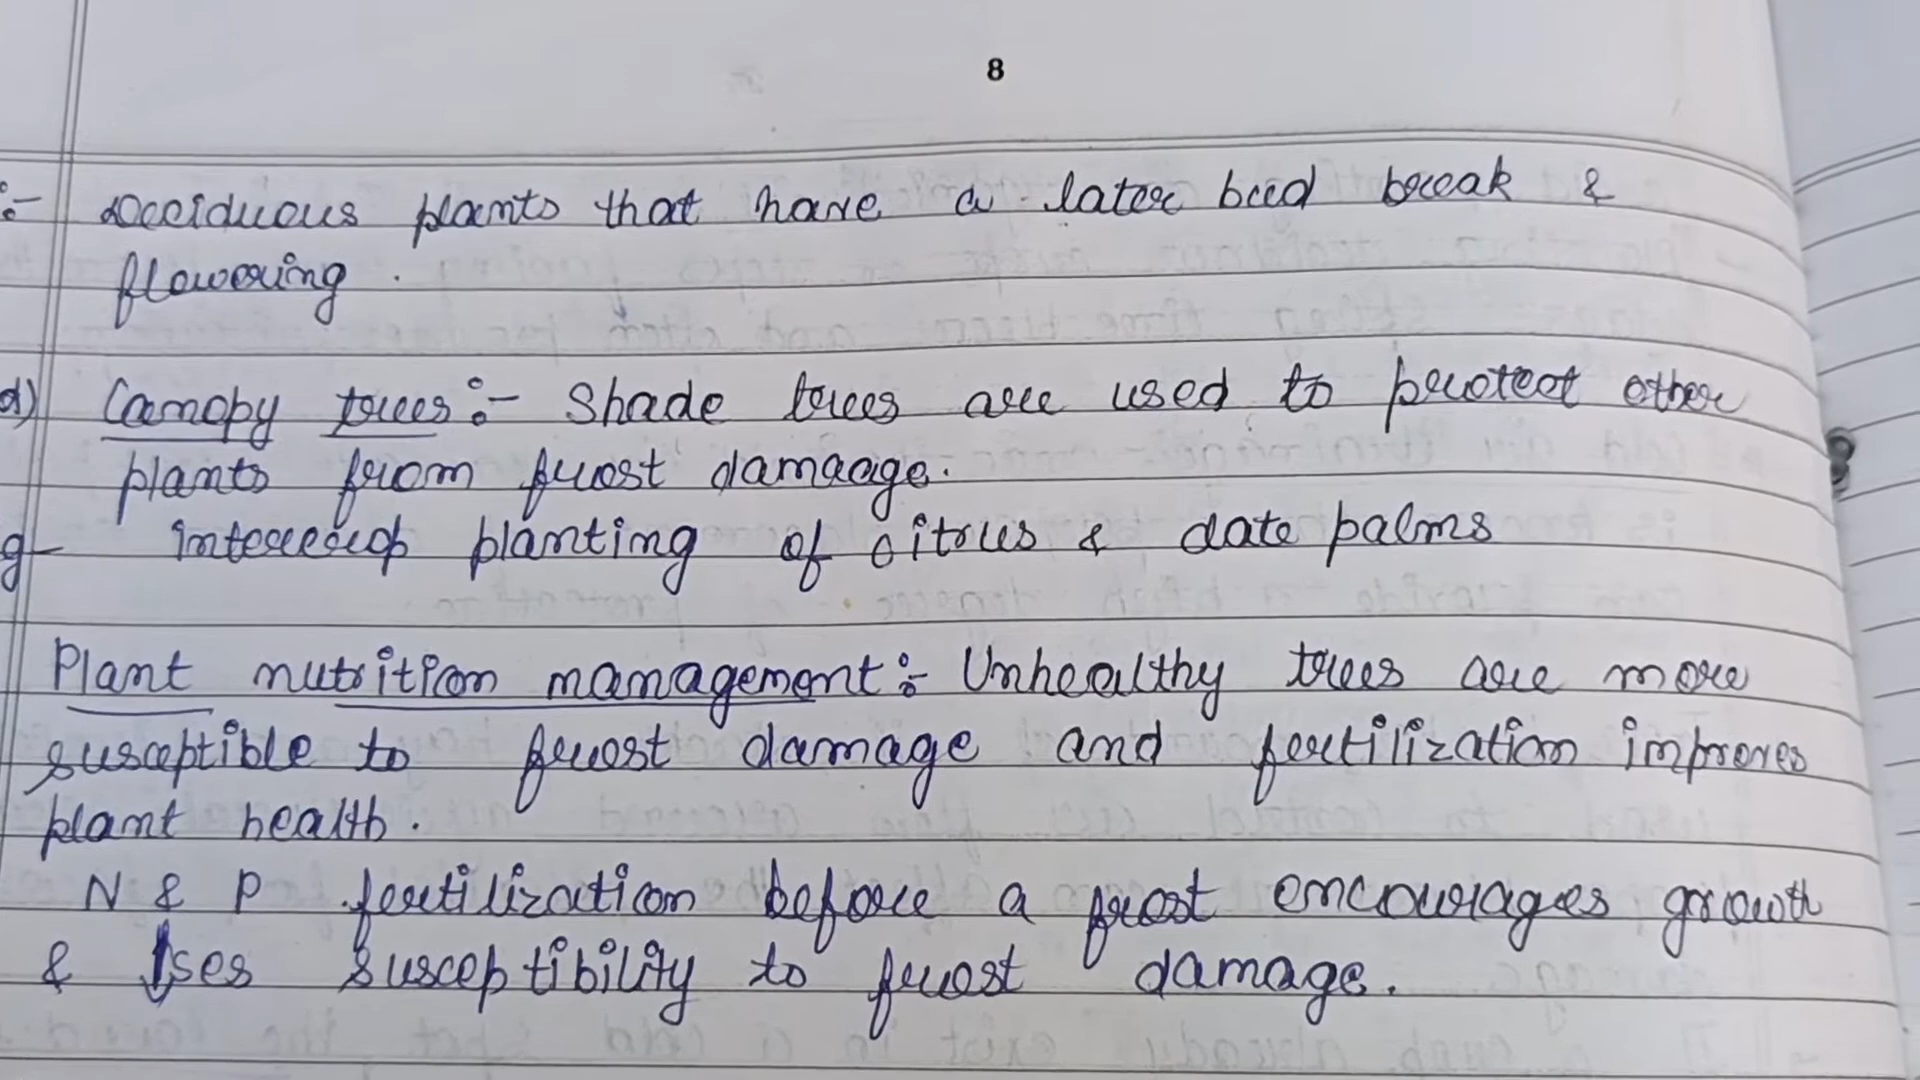 8
:- deciduous plants that have a later bud break &
flowering.
d) Canopy trees :- Shade trees are used to protect other
plants from frost damaage.
g- intercrop planting of citrus & date palms
Plant nutrition management :- Unhealthy trees are more
susceptible to frost damage and fertilization improves
plant health.
N & P fertilization before a frost encourages growth
& ses susceptibility to frost damage.